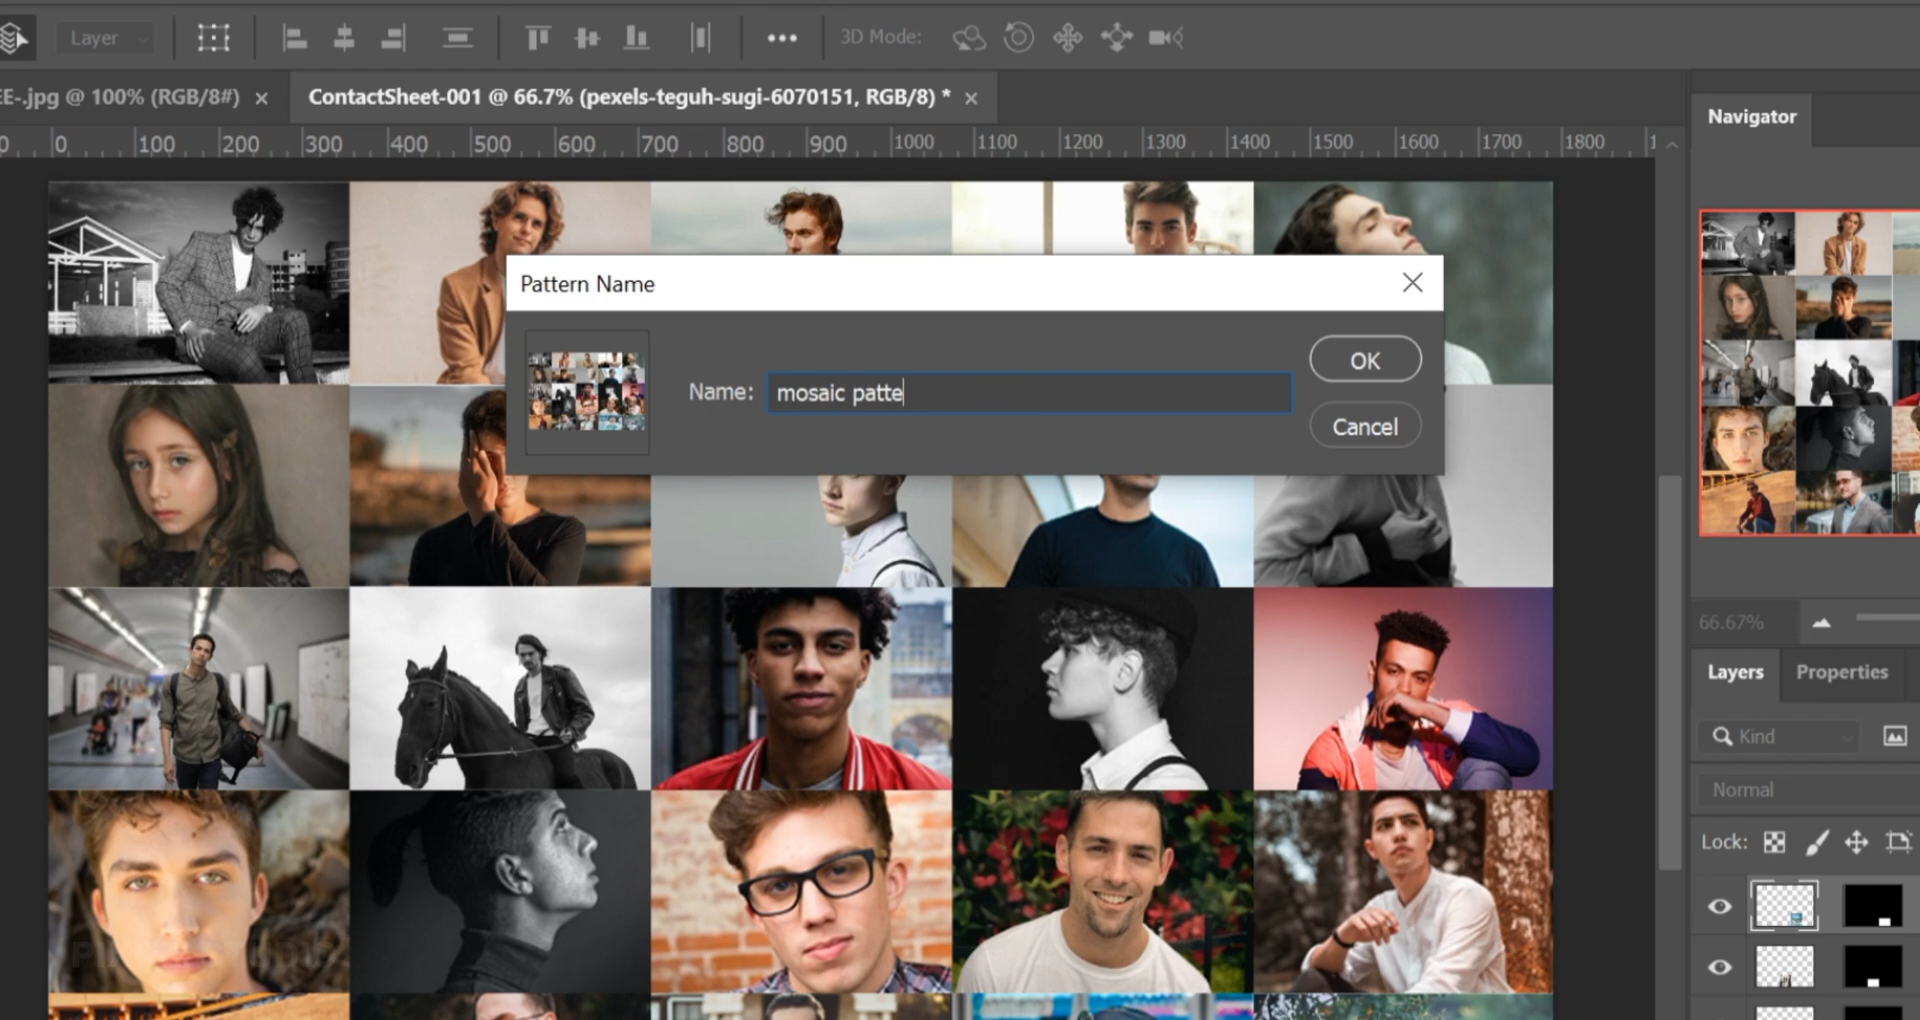 Layer
3D Mode:
E-.jpg @ 100% (RGB/8#)
ContactSheet-001 @ 66.7% (pexels-teguh-sugi-6070151, RGB/8) *
0 100 200 300 400 500 600 700 800 900 1000 1100 1200 1300 1400 1500 1600 1700 1800
Navigator
Pattern Name
Name: mosaic patte
OK
Cancel
66.67%
Layers Properties
Kind
Normal
Lock: